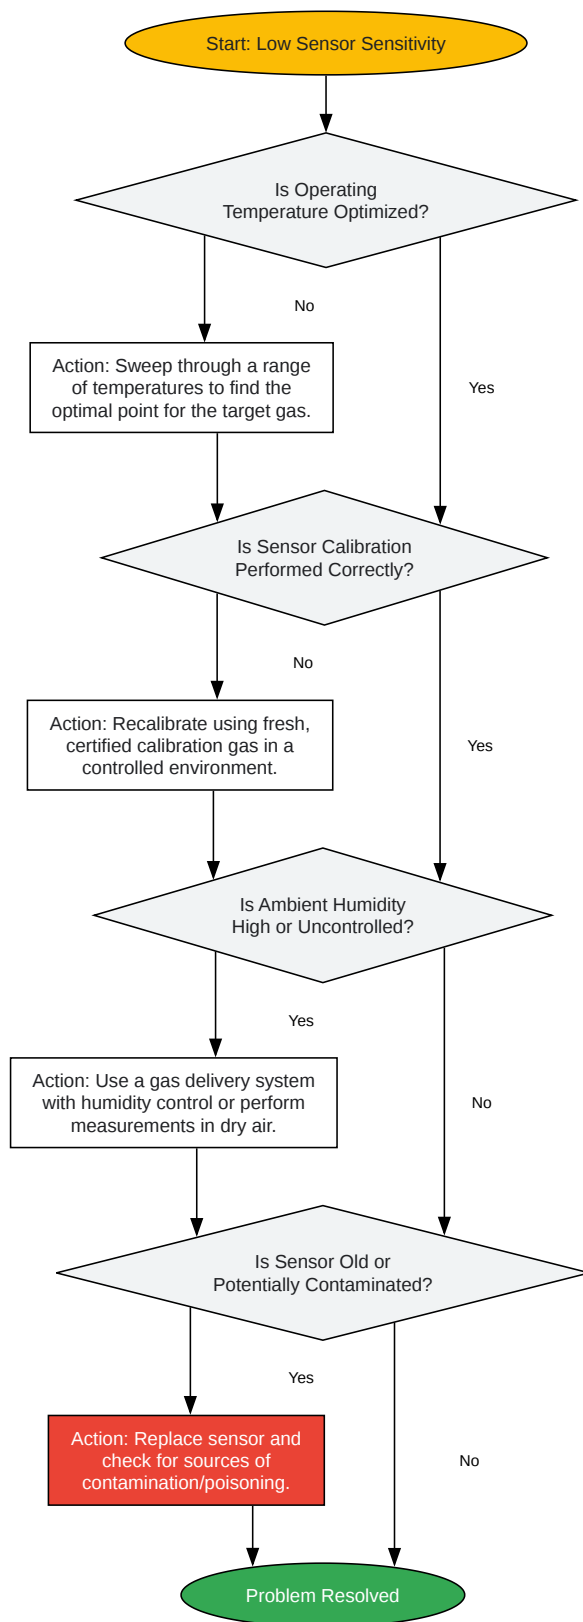 Start: Low Sensor Sensitivity
Is Operating
Temperature Optimized?
No
Action: Sweep through a range
of temperatures to find the
optimal point for the target gas.
Yes
Is Sensor Calibration
Performed Correctly?
No
Action: Recalibrate using fresh,
certified calibration gas in a
controlled environment.
Yes
Is Ambient Humidity
High or Uncontrolled?
Yes
Action: Use a gas delivery system
with humidity control or perform
measurements in dry air.
No
Is Sensor Old or
Potentially Contaminated?
Yes
Action: Replace sensor and
check for sources of
contamination/poisoning.
No
Problem Resolved